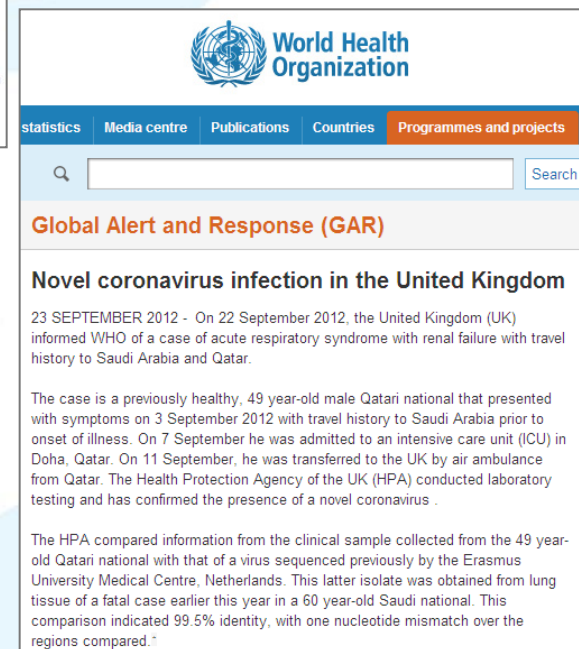 World Health
Organization
statistics Media centre Publications Countries Programmes and projects
Search
Global Alert and Response (GAR)
Novel coronavirus infection in the United Kingdom
23 SEPTEMBER 2012 - On 22 September 2012, the United Kingdom (UK)
informed WHO of a case of acute respiratory syndrome with renal failure with travel
history to Saudi Arabia and Qatar.
The case is a previously healthy, 49 year-old male Qatari national that presented
with symptoms on 3 September 2012 with travel history to Saudi Arabia prior to
onset of illness. On 7 September he was admitted to an intensive care unit (ICU) in
Doha, Qatar. On 11 September, he was transferred to the UK by air ambulance
from Qatar. The Health Protection Agency of the UK (HPA) conducted laboratory
testing and has confirmed the presence of a novel coronavirus .
The HPA compared information from the clinical sample collected from the 49 year-
old Qatari national with that of a virus sequenced previously by the Erasmus
University Medical Centre, Netherlands. This latter isolate was obtained from lung
tissue of a fatal case earlier this year in a 60 year-old Saudi national. This
comparison indicated 99.5% identity, with one nucleotide mismatch over the
regions compared.